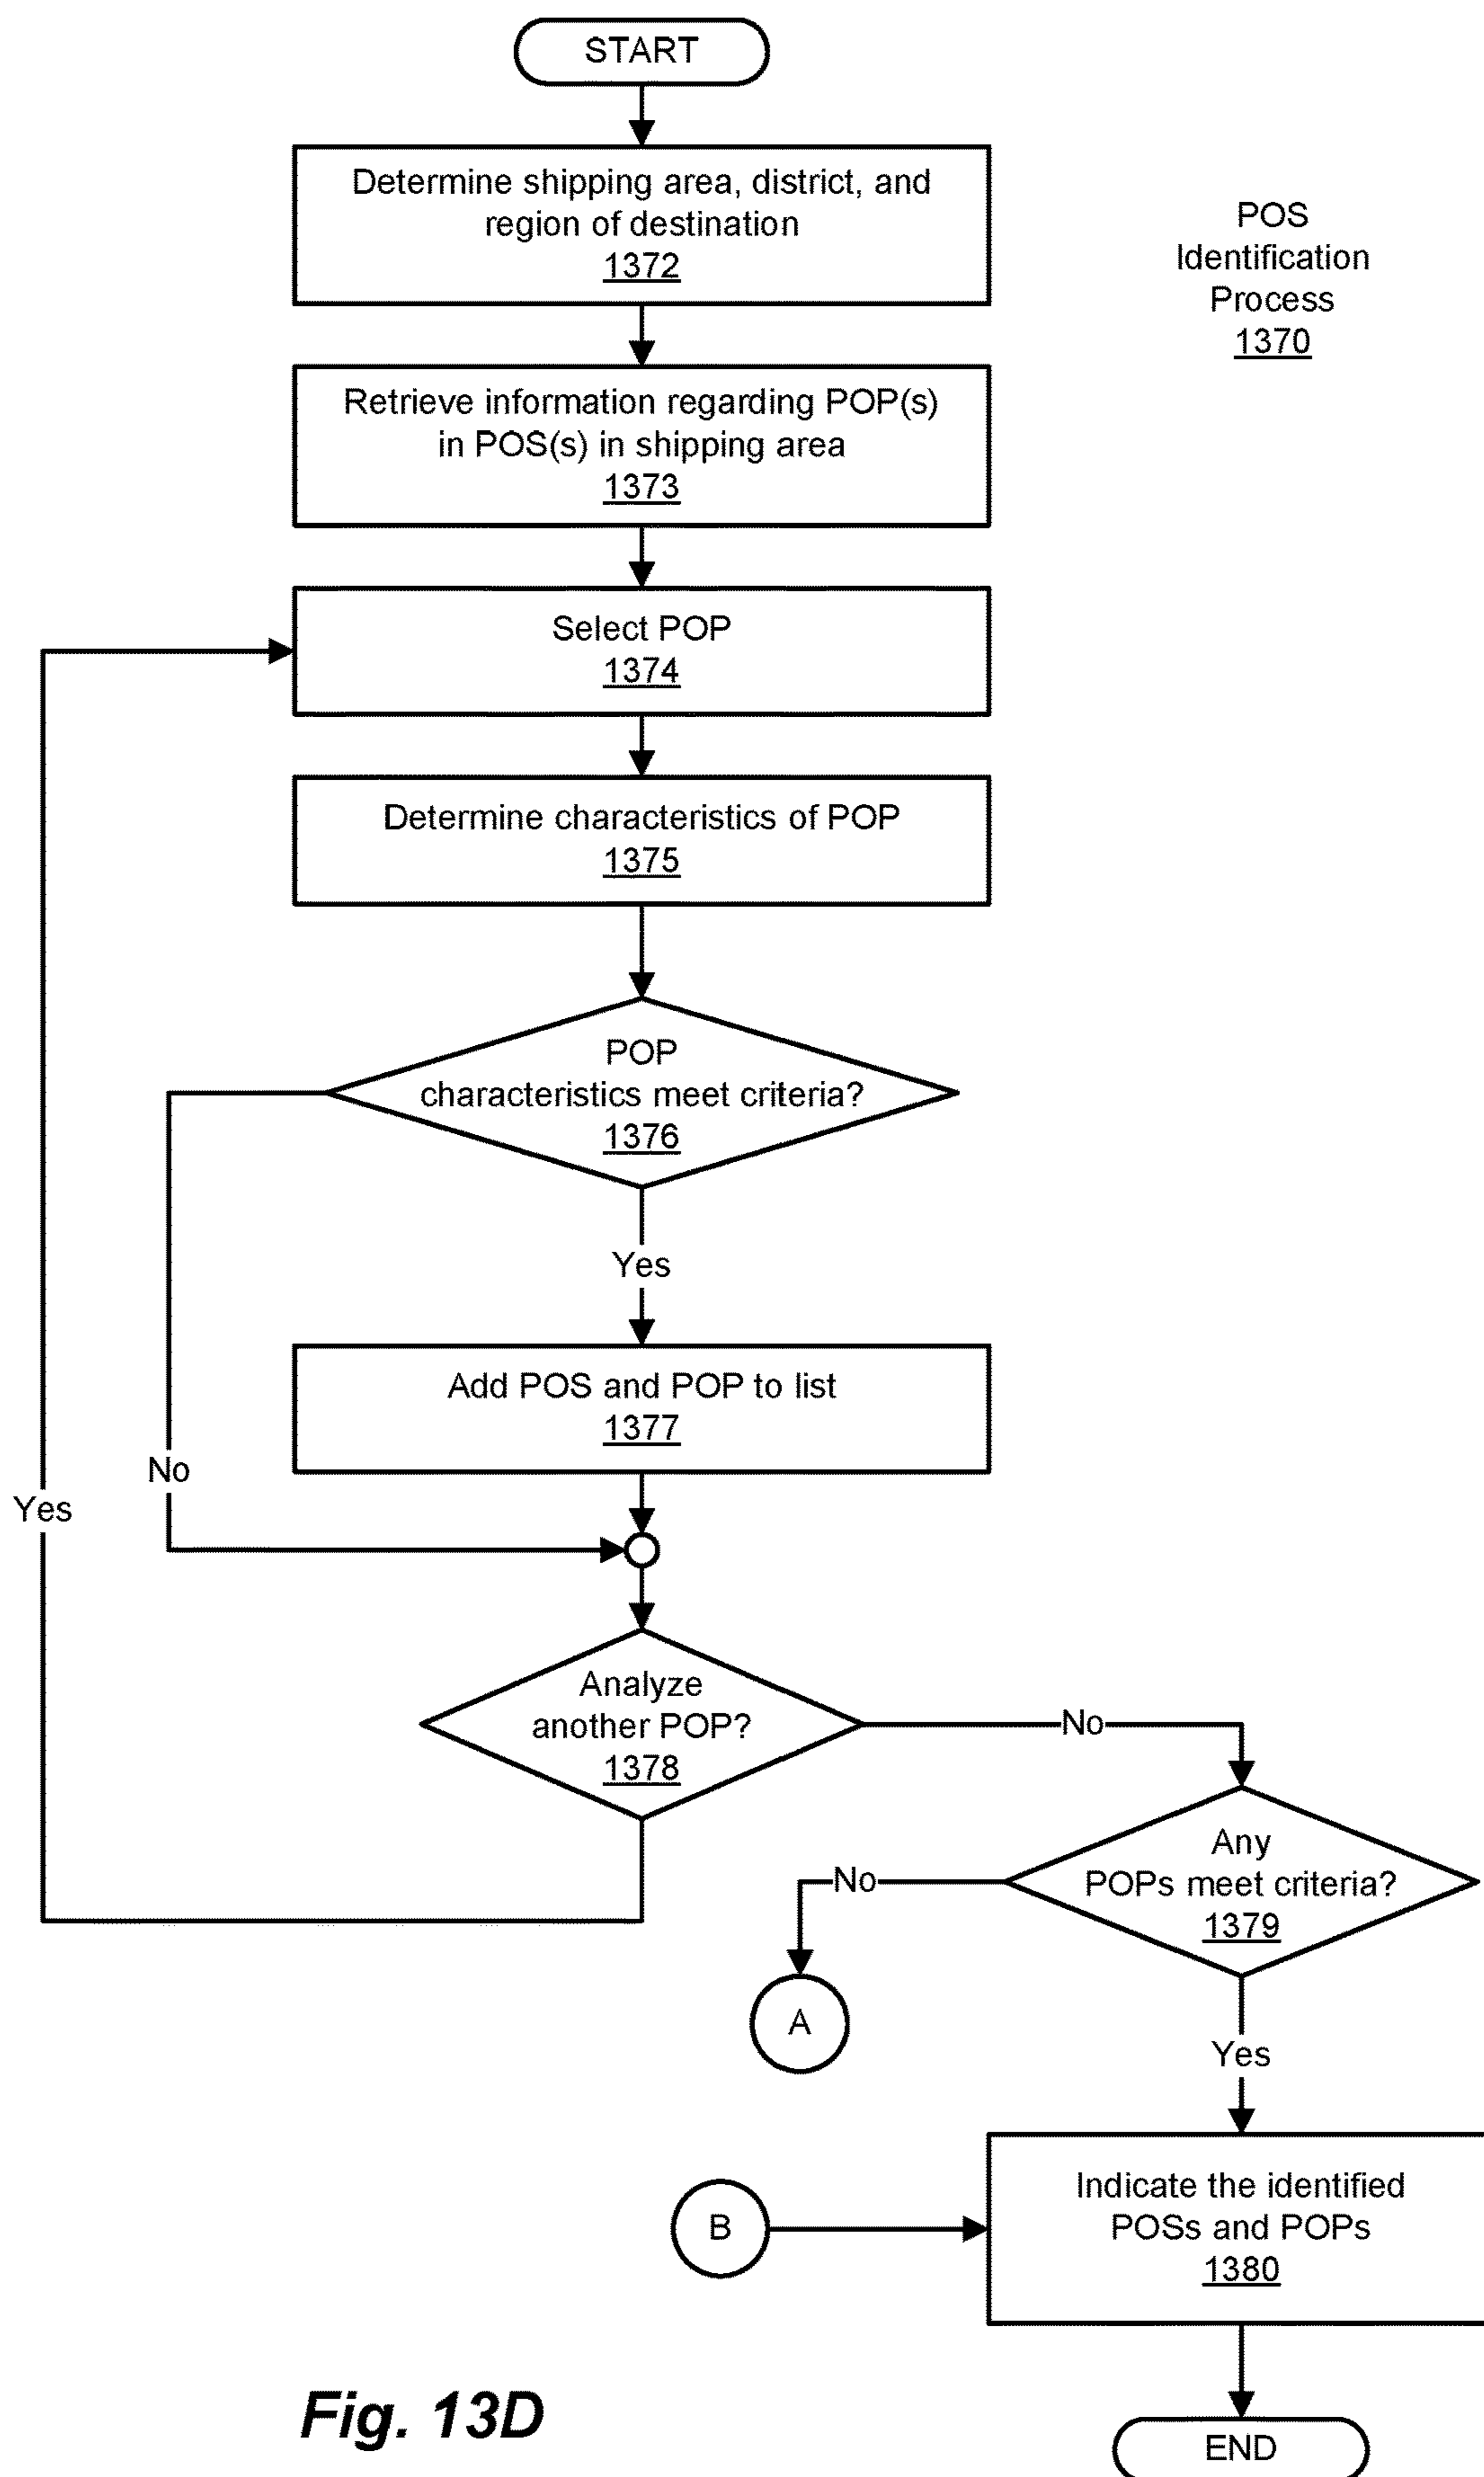 START
Determine shipping area, district, and
region of destination
1372
POS
Identification
Process
1370
Retrieve information regarding POP(s)
in POS(s) in shipping area
1373
Select POP
1374
Determine characteristics of POP
1375
POP
characteristics meet criteria?
1376
Yes
Add POS and POP to list
1377
No
Yes
Analyze
another POP?
1378
No
Any
POPs meet criteria?
1379
No
A
Yes
B
Indicate the identified
POSs and POPs
1380
Fig. 13D
END